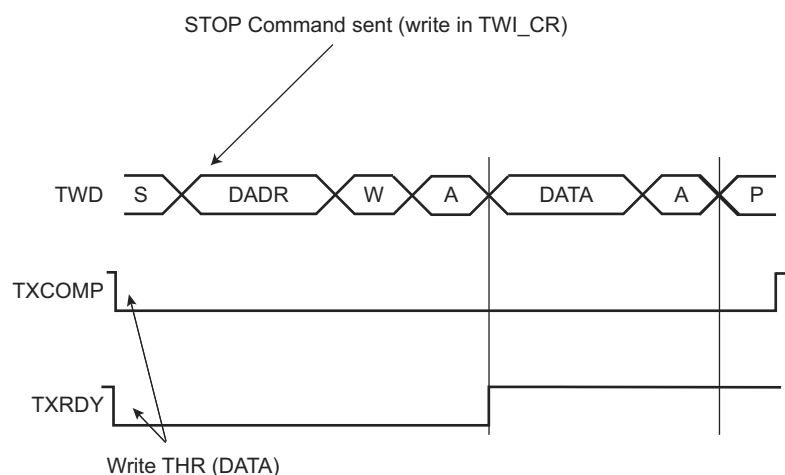 STOP Command sent (write in TWI_CR)
TWD S DADR W A DATA A P
TXCOMP
TXRDY
Write THR (DATA)